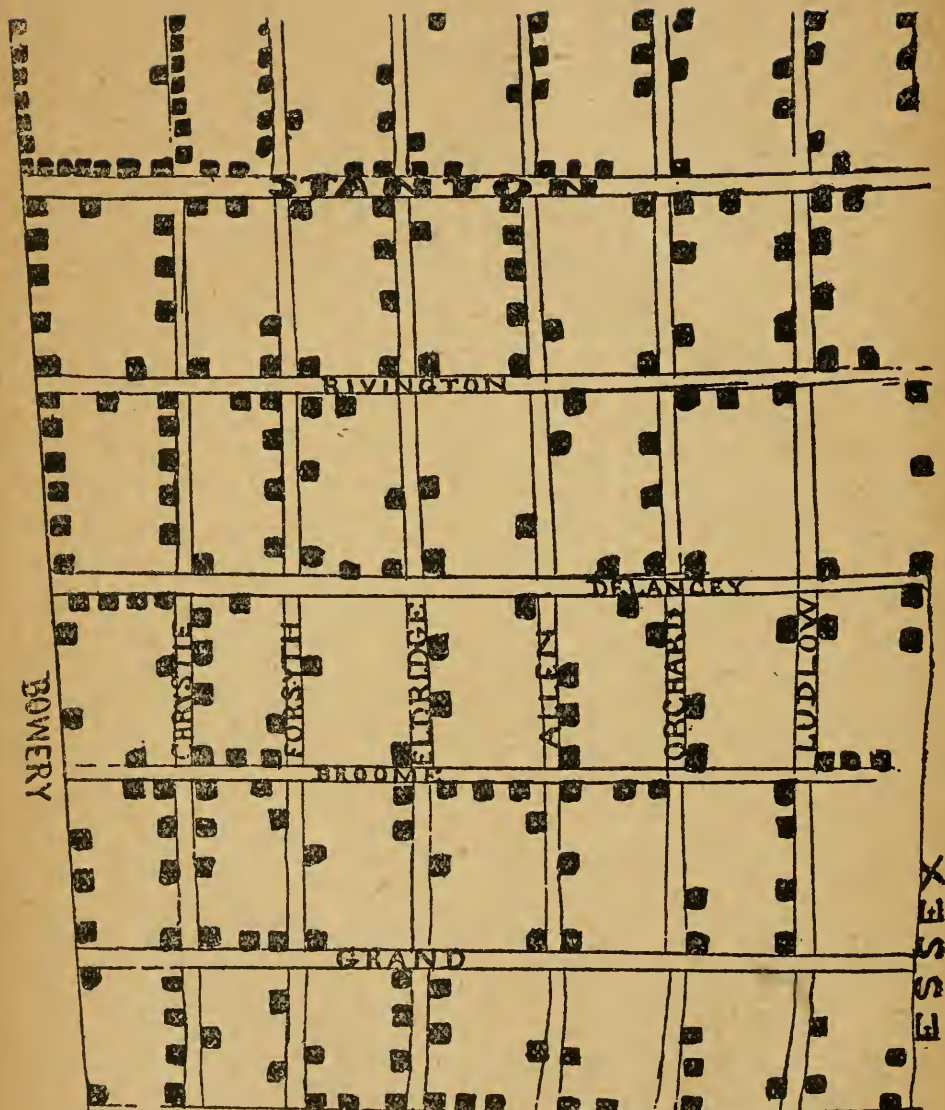 STANTON
RIVINGTON
DELANCEY
CHRYSTIE
FORSYTH
ELDRIDGE
ALLEN
ORCHARD
LUDLOW
BOWERY
BROOME
ESSEX
GRAND